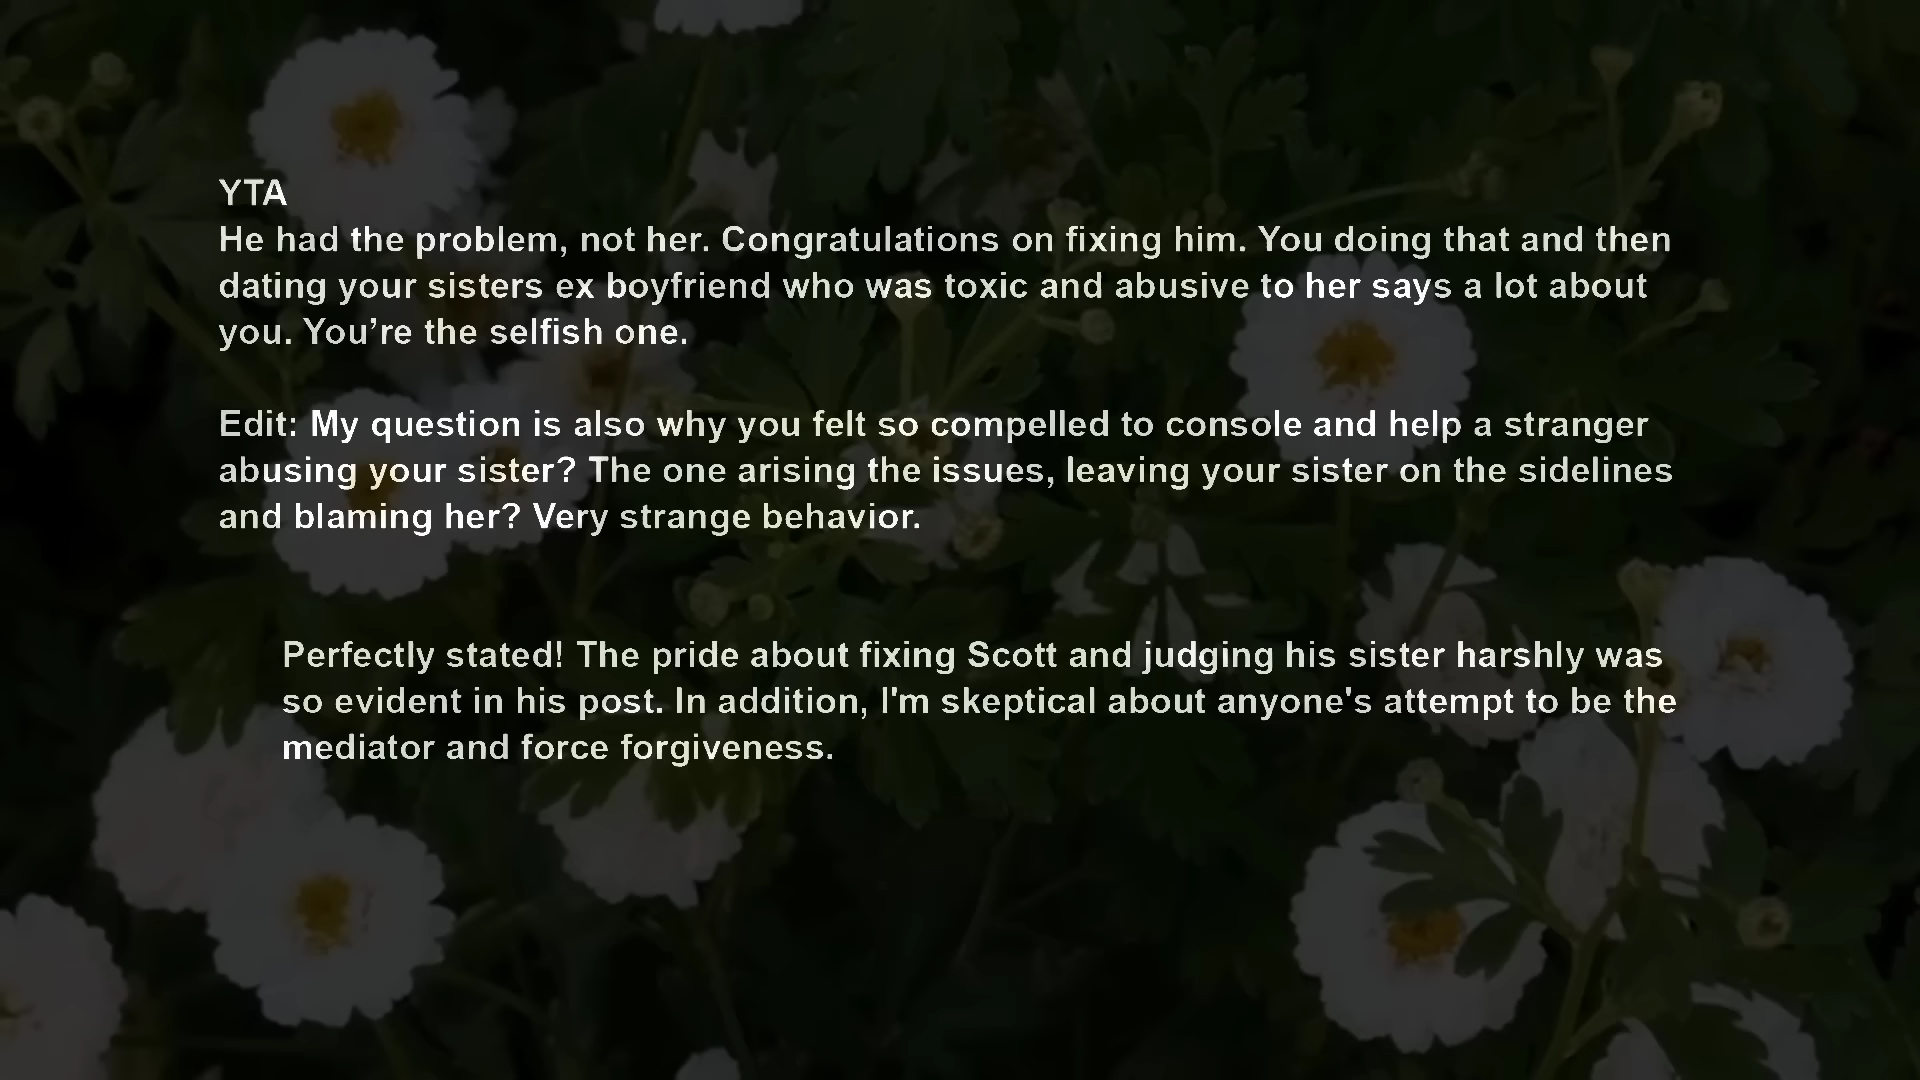 YTA
He had the problem, not her. Congratulations on fixing him. You doing that and then
dating your sisters ex boyfriend who was toxic and abusive to her says a lot about
you. You’re the selfish one.
Edit: My question is also why you felt so compelled to console and help a stranger
abusing your sister? The one arising the issues, leaving your sister on the sidelines
and blaming her? Very strange behavior.
Perfectly stated! The pride about fixing Scott and judging his sister harshly was
so evident in his post. In addition, I'm skeptical about anyone's attempt to be the
mediator and force forgiveness.